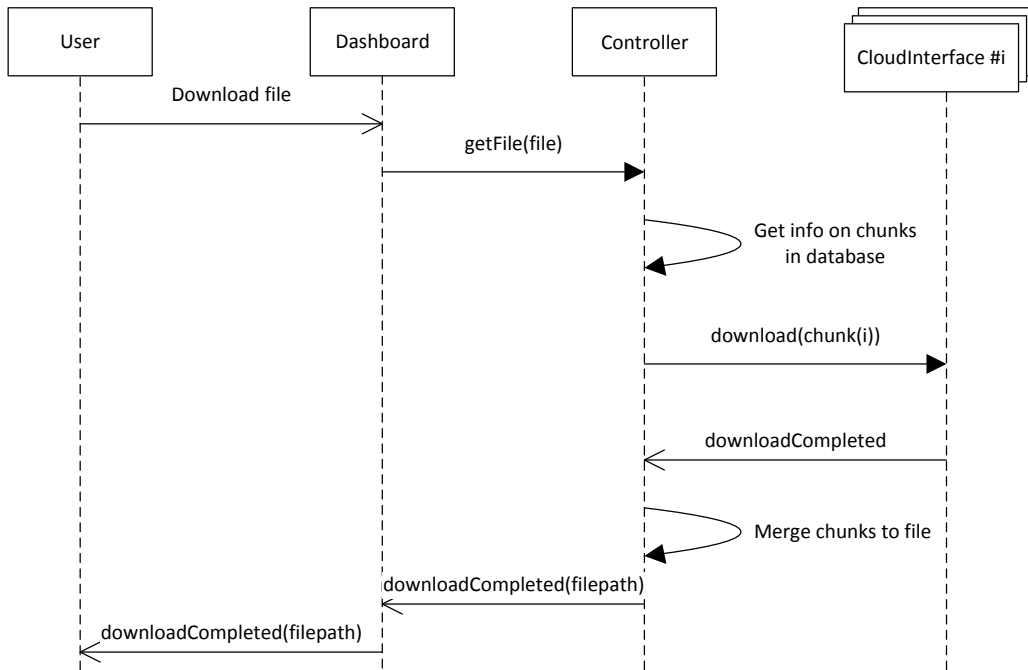 User
Dashboard
Controller
CloudInterface #i
Download file
getFile(file)
Get info on chunks
in database
download(chunk(i))
downloadCompleted
Merge chunks to file
downloadCompleted(filepath)
downloadCompleted(filepath)